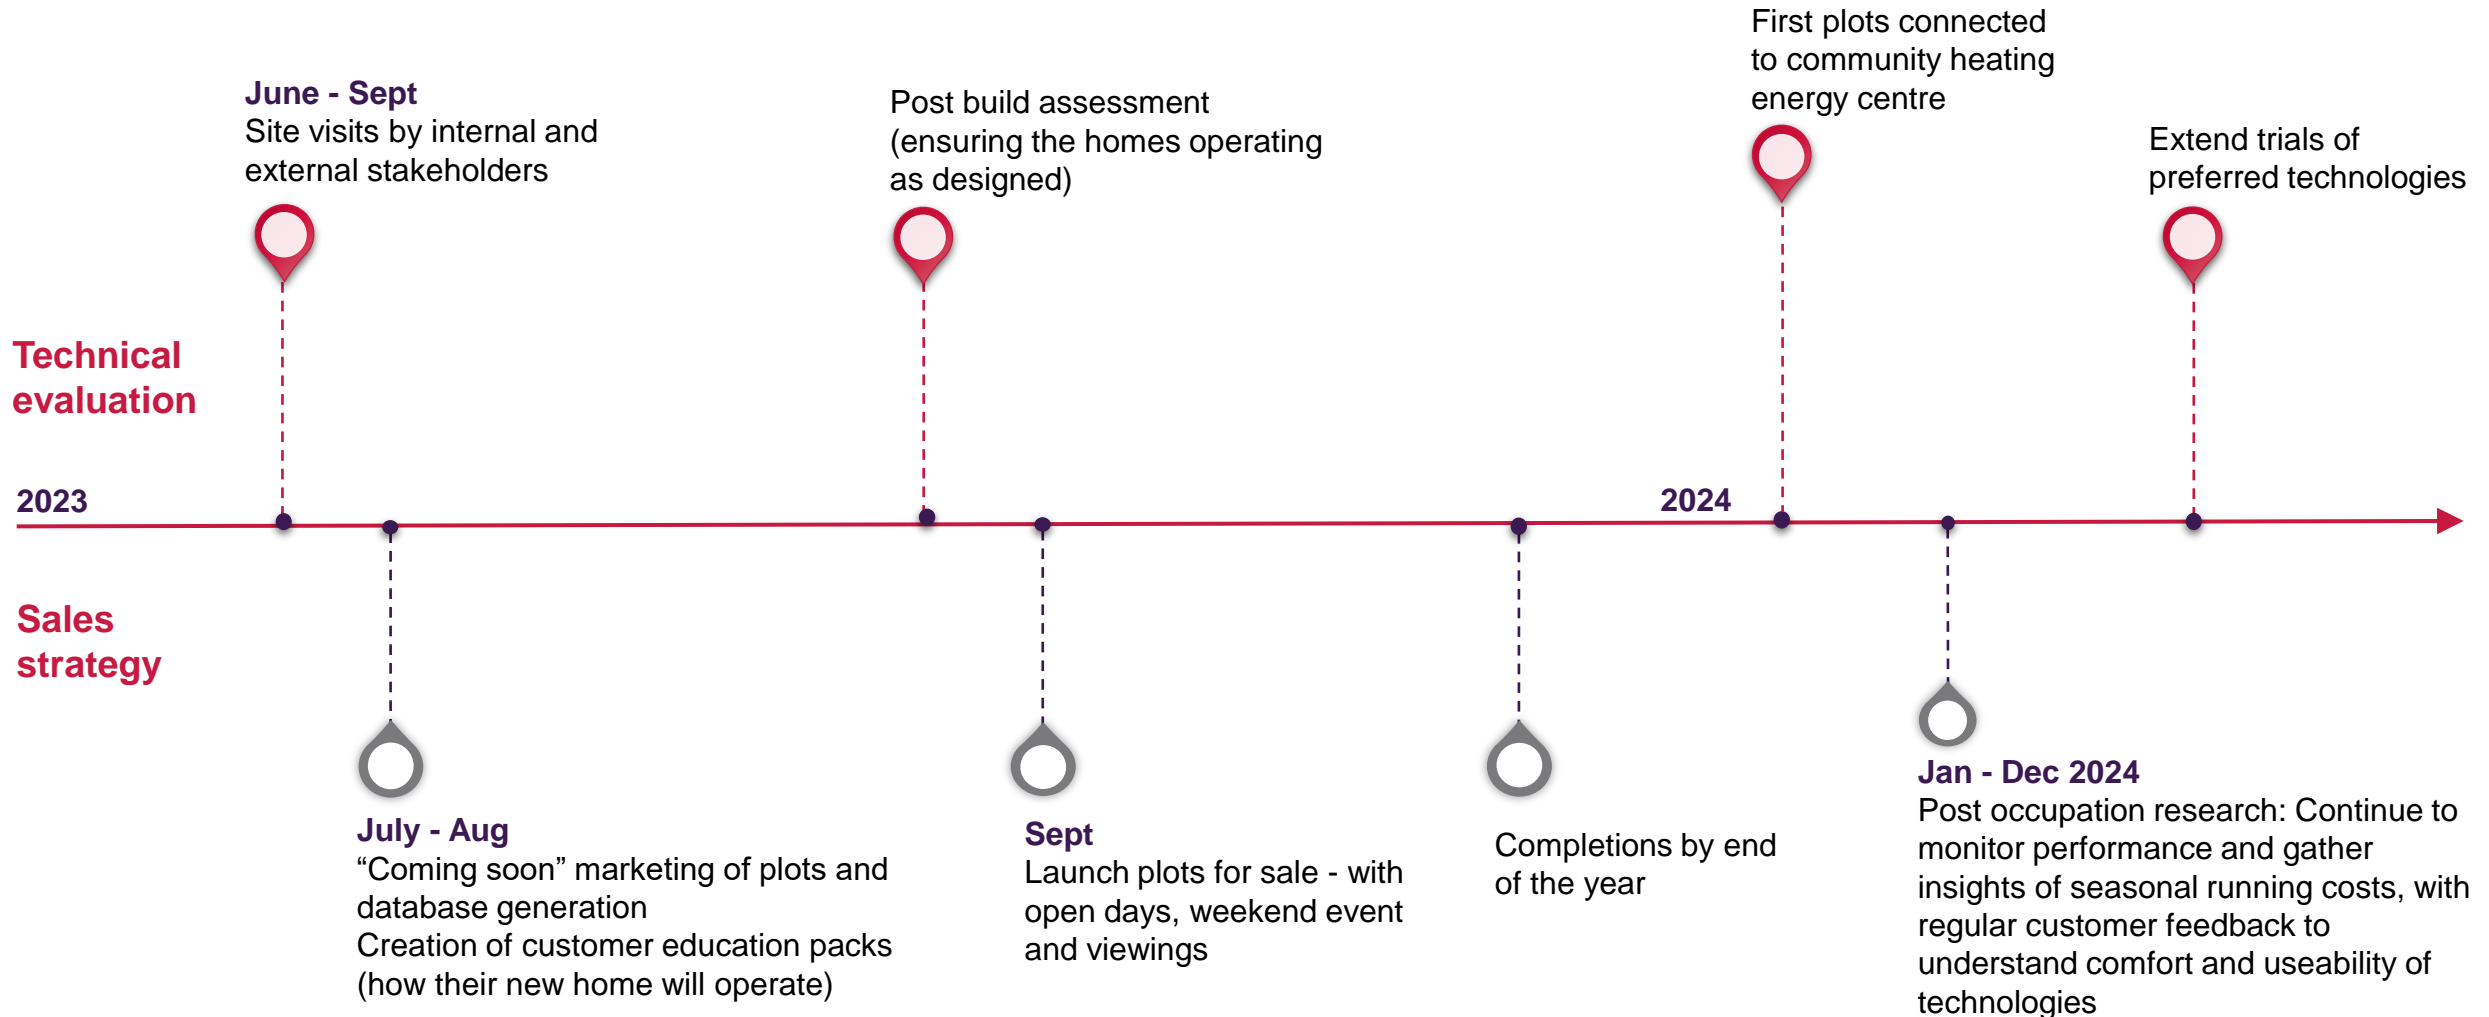 June - Sept
Site visits by internal and
external stakeholders
Post build assessment
(ensuring the homes operating
as designed)
First plots connected
to community heating
energy centre
Extend trials of
preferred technologies
Technical
evaluation
2023
2024
Sales
strategy
July - Aug
“Coming soon” marketing of plots and
database generation
Creation of customer education packs
(how their new home will operate)
Sept
Launch plots for sale - with
open days, weekend event
and viewings
Completions by end
of the year
Jan - Dec 2024
Post occupation research: Continue to
monitor performance and gather
insights of seasonal running costs, with
regular customer feedback to
understand comfort and useability of
technologies